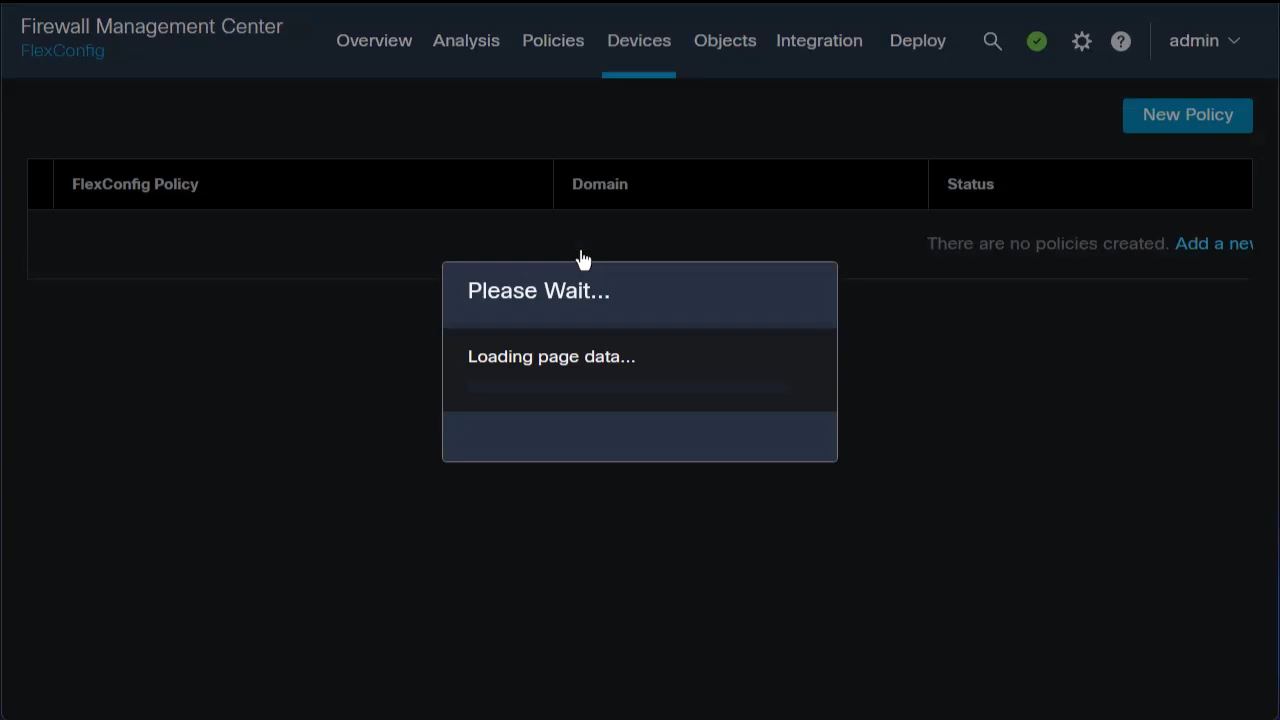 Firewall Management Center
FlexConfig
Overview Analysis Policies Devices Objects Integration Deploy admin
New Policy
FlexConfig Policy Domain Status
There are no policies created. Add a new
Please Wait...
Loading page data...